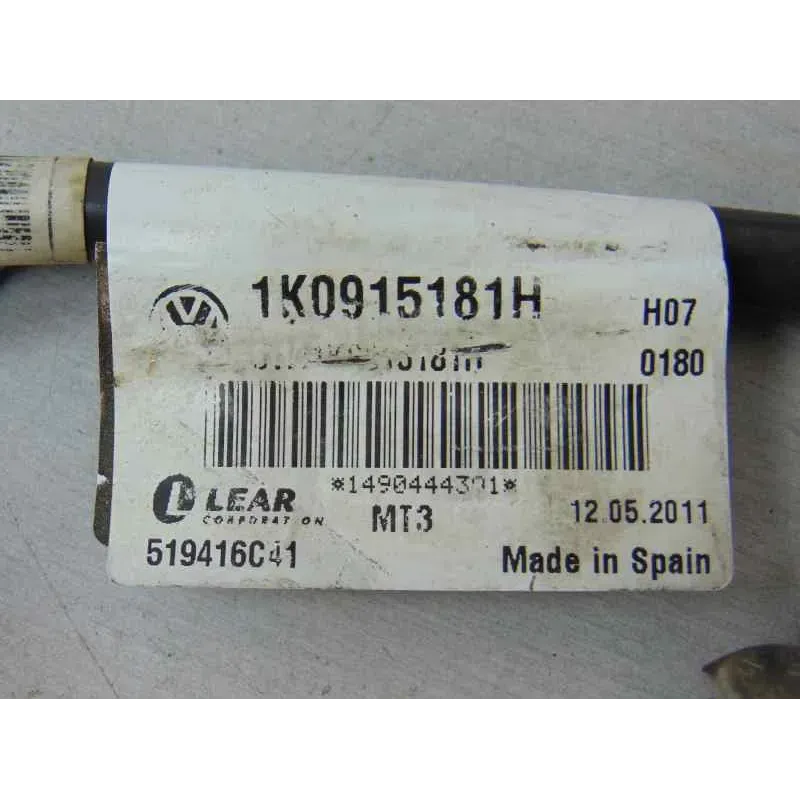 1K0915181H
H07
0180
*1490444391*
LEAR
CORPORATION
MT3
12.05.2011
519416C41
Made in Spain